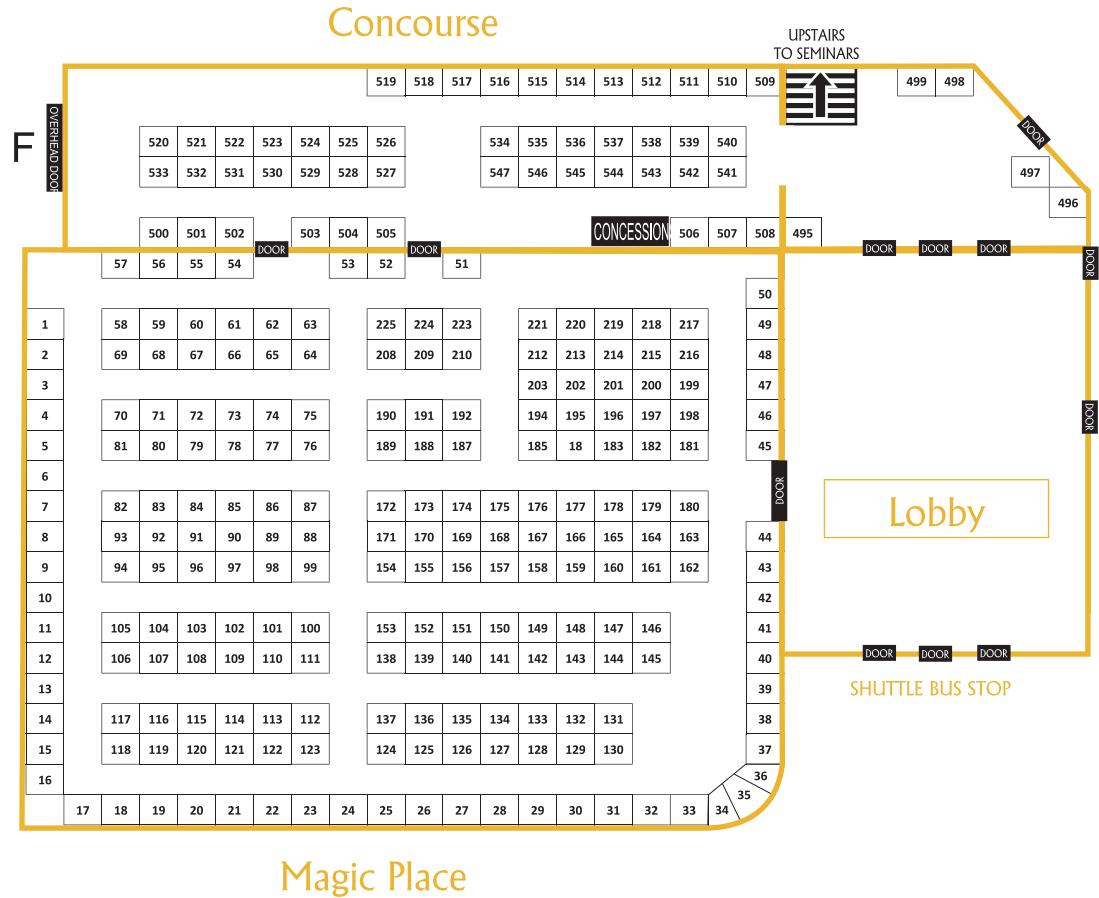 Concourse
UPSTAIRS
TO SEMINARS
519 518 517 516 515 514 513 512 511 510 509
499 498
F
OVERHEAD DOOR
DOOR
520 521 522 523 524 525 526
534 535 536 537 538 539 540
533 532 531 530 529 528 527
547 546 545 544 543 542 541
497
496
500 501 502
503 504 505
CONCESSION
506 507 508 495
DOOR
DOOR
DOOR
DOOR
DOOR
DOOR
57 56 55 54
53 52
51
50
1
58 59 60 61 62 63
225 224 223
221 220 219 218 217
49
2
69 68 67 66 65 64
208 209 210
212 213 214 215 216
48
3
203 202 201 200 199
47
4
70 71 72 73 74 75
190 191 192
194 195 196 197 198
46
DOOR
5
81 80 79 78 77 76
189 188 187
185 18 183 182 181
45
6
DOOR
7
82 83 84 85 86 87
172 173 174 175 176 177 178 179 180
Lobby
8
93 92 91 90 89 88
171 170 169 168 167 166 165 164 163
44
9
94 95 96 97 98 99
154 155 156 157 158 159 160 161 162
43
10
42
11
105 104 103 102 101 100
153 152 151 150 149 148 147 146
41
12
106 107 108 109 110 111
138 139 140 141 142 143 144 145
40
DOOR
DOOR
DOOR
13
39
SHUTTLE BUS STOP
14
117 116 115 114 113 112
137 136 135 134 133 132 131
38
15
118 119 120 121 122 123
124 125 126 127 128 129 130
37
16
36
35
17 18 19 20 21 22 23 24 25 26 27 28 29 30 31 32 33 34
Magic Place